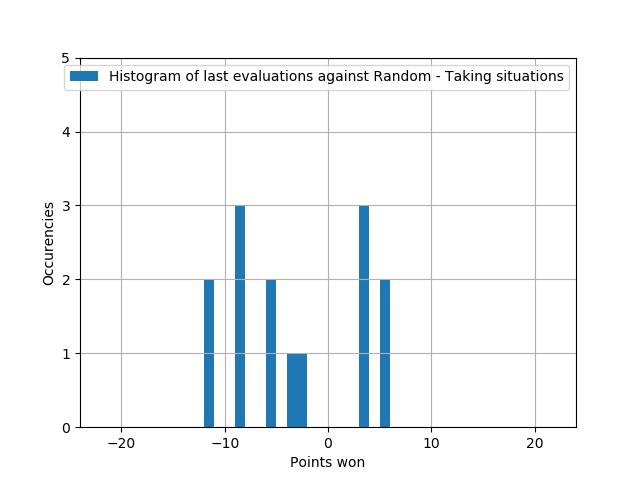 Histogram of last evaluations against Random - Taking situations
5
4
3
2
1
0
Occurencies
−20 −10 0 10 20
Points won